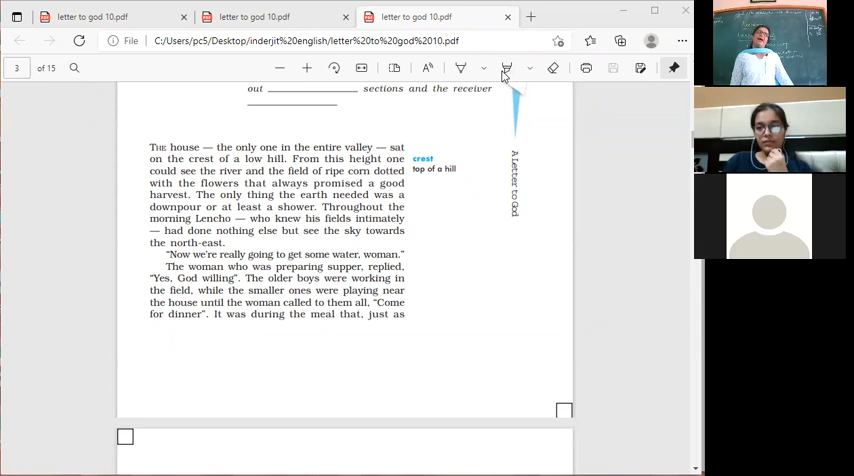 letter to god 10.pdf
letter to god 10.pdf
letter to god 10.pdf
File
C:/Users/pc5/Desktop/inderjit%20english/letter%20to%20god%2010.pdf
3 of 15
out ____________ sections and the receiver
____________
THE house — the only one in the entire valley — sat
on the crest of a low hill. From this height one
could see the river and the field of ripe corn dotted
with the flowers that always promised a good
harvest. The only thing the earth needed was a
downpour or at least a shower. Throughout the
morning Lencho — who knew his fields intimately
— had done nothing else but see the sky towards
the north-east.
“Now we're really going to get some water, woman.”
The woman who was preparing supper, replied,
“Yes, God willing”. The older boys were working in
the field, while the smaller ones were playing near
the house until the woman called to them all, “Come
for dinner”. It was during the meal that, just as
crest
top of a hill
A Letter to God